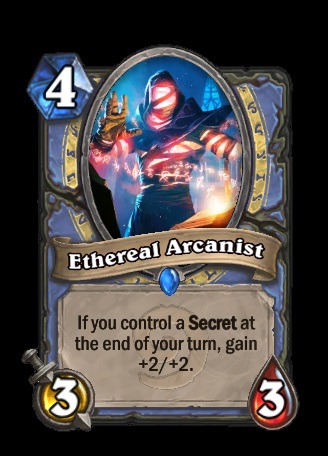 4
Ethereal Arcanist
If you control a Secret at
the end of your turn, gain
+2/+2.
3
3